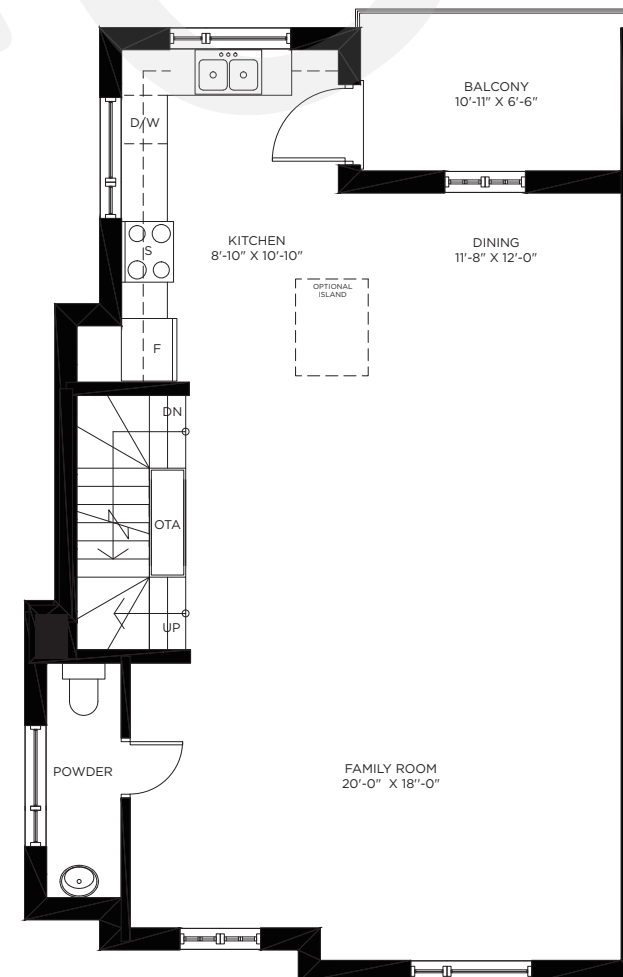 BALCONY
10'-11" X 6'-6"
D/W
KITCHEN
8'-10" X 10'-10"
DINING
11'-8" X 12'-0"
S
OPTIONAL
ISLAND
F
DN
OTA
UP
POWDER
FAMILY ROOM
20'-0" X 18''-0"